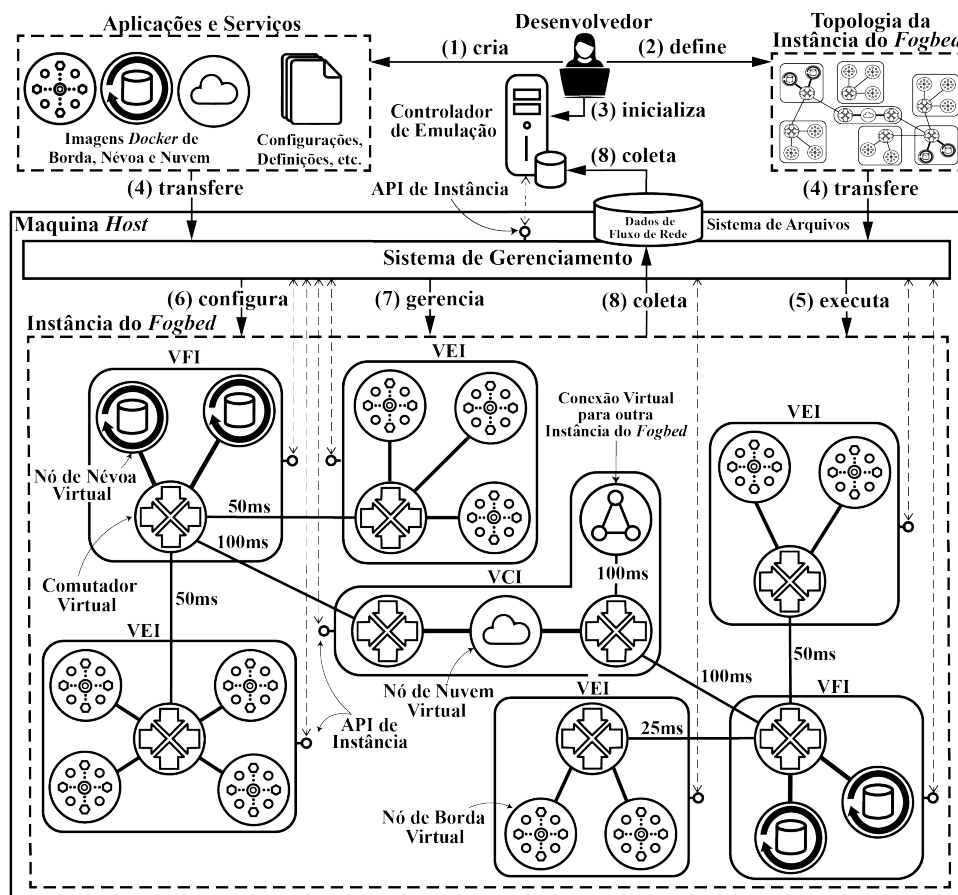 Aplicações e Serviços
Desenvolvedor
Topologia da
Instância do Fogbed
(1) cria
(2) define
(3) inicializa
Controlador
de Emulação
Imagens Docker de
Borda, Névoa e Nuvem
Configurações,
Definições, etc.
(8) coleta
(4) transfere
API de Instância
(4) transfere
Maquina Host
Dados de
Fluxo de Rede
Sistema de Arquivos
Sistema de Gerenciamento
(6) configura
(7) gerencia
(8) coleta
(5) executa
Instância do Fogbed
VFI
VEI
Conexão Virtual
para outra
Instância do Fogbed
VEI
Nó de Névoa
Virtual
50ms
100ms
Comutador
Virtual
50ms
VCI
100ms
VEI
Nó de Nuvem
Virtual
100ms
50ms
VEI
VFI
API de
Instância
25ms
Nó de Borda
Virtual